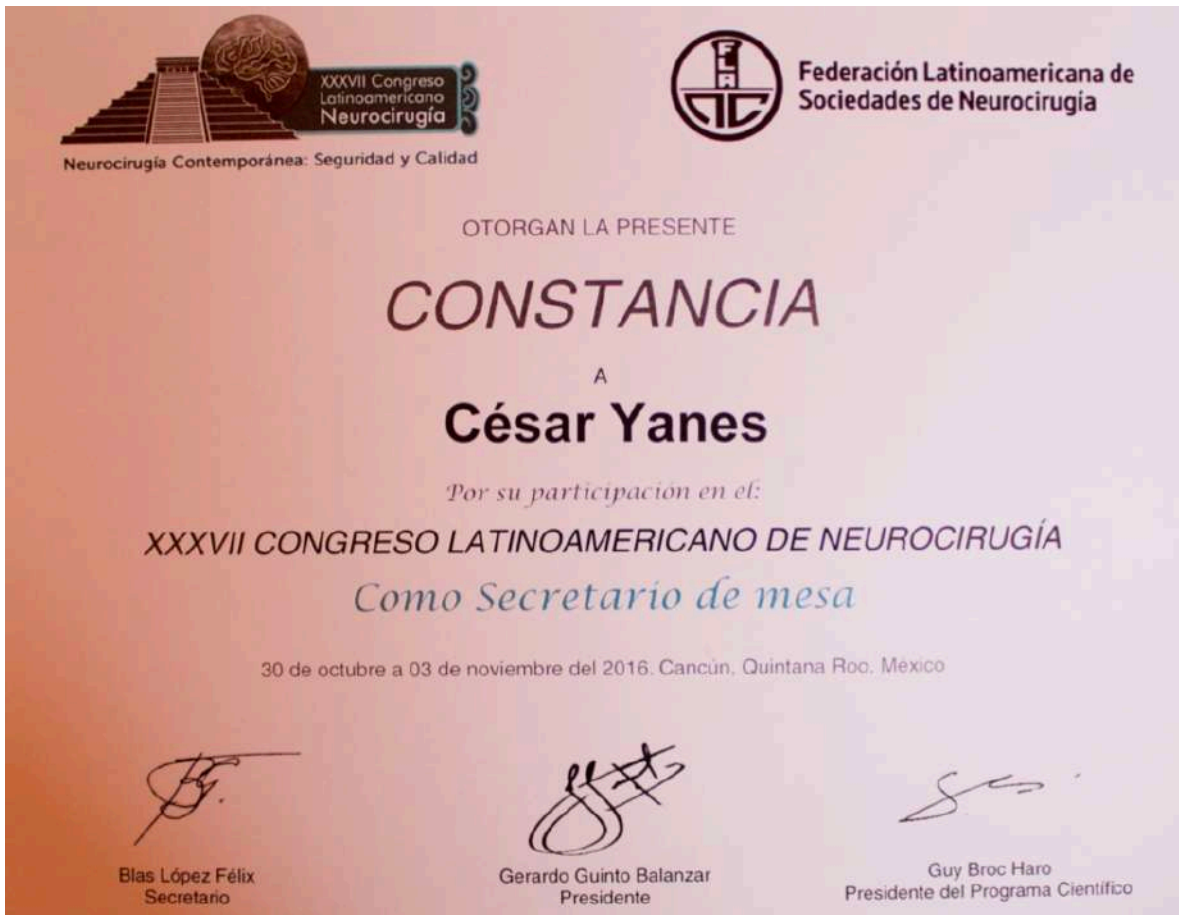 XXXVII Congreso
Latinoamericano
Neurocirugía
Neurocirugía Contemporánea: Seguridad y Calidad
FLANC
Federación Latinoamericana de
Sociedades de Neurocirugía
OTORGAN LA PRESENTE
CONSTANCIA
A
César Yanes
Por su participación en el:
XXXVII CONGRESO LATINOAMERICANO DE NEUROCIRUGÍA
Como Secretario de mesa
30 de octubre a 03 de noviembre del 2016. Cancún, Quintana Roo. México
Blas López Félix
Secretario
Gerardo Guinto Balanzar
Presidente
Guy Broc Haro
Presidente del Programa Científico